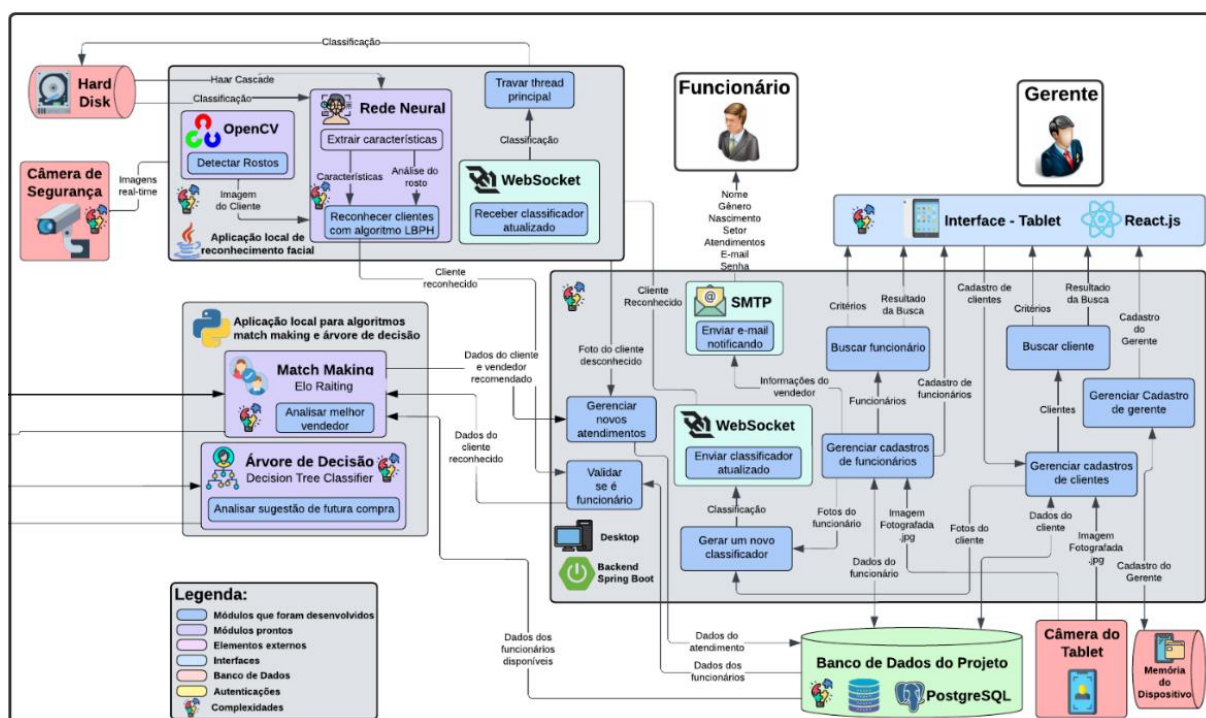 Classificação
Hard
Disk
Haar Cascade
Classificação
Rede Neural
Extrair características
Características
Análise do
rosto
Reconhecer clientes
com algoritmo LBPH
OpenCV
Detectar Rostos
Imagem
do Cliente
Aplicação local de
reconhecimento facial
Travar thread
principal
Classificação
WebSocket
Receber classificador
atualizado
Câmera de
Segurança
Imagens
real-time
Funcionário
Gerente
Nome
Gênero
Nascimento
Setor
Atendimentos
E-mail
Senha
Interface - Tablet
React.js
Cliente
reconhecido
Cliente
Reconhecido
Foto do cliente
desconhecido
Aplicação local para algoritmos
match making e árvore de decisão
Match Making
Elo Raiting
Analisar melhor
vendedor
Árvore de Decisão
Decision Tree Classifier
Analisar sugestão de futura compra
Dados do cliente
e vendedor
recomendado
Dados do
cliente
reconhecido
SMTP
Enviar e-mail
notificando
Informações do
vendedor
Critérios
Resultado
da Busca
Buscar funcionário
Funcionários
Cadastro de
funcionários
Cadastro de
clientes
Critérios
Resultado
da Busca
Cadastro
do
Gerente
Buscar cliente
Clientes
Gerenciar Cadastro
de gerente
Gerenciar
novos
atendimentos
Validar
se é
funcionário
WebSocket
Enviar classificador
atualizado
Classificação
Gerar um novo
classificador
Gerenciar cadastros
de funcionários
Gerenciar cadastros
de clientes
Fotos do
funcionário
Imagem
Fotografada
.jpg
Dados do
funcionário
Fotos do
cliente
Dados do
cliente
Imagem
Fotografada
.jpg
Cadastro do
Gerente
Desktop
Backend
Spring Boot
Legenda:
Módulos que foram desenvolvidos
Módulos prontos
Elementos externos
Interfaces
Banco de Dados
Autenticações
Complexidades
Dados dos
funcionários
disponíveis
Dados do
atendimento
Dados dos
funcionários
Banco de Dados do Projeto
PostgreSQL
Câmera do
Tablet
Memória
do
Dispositivo